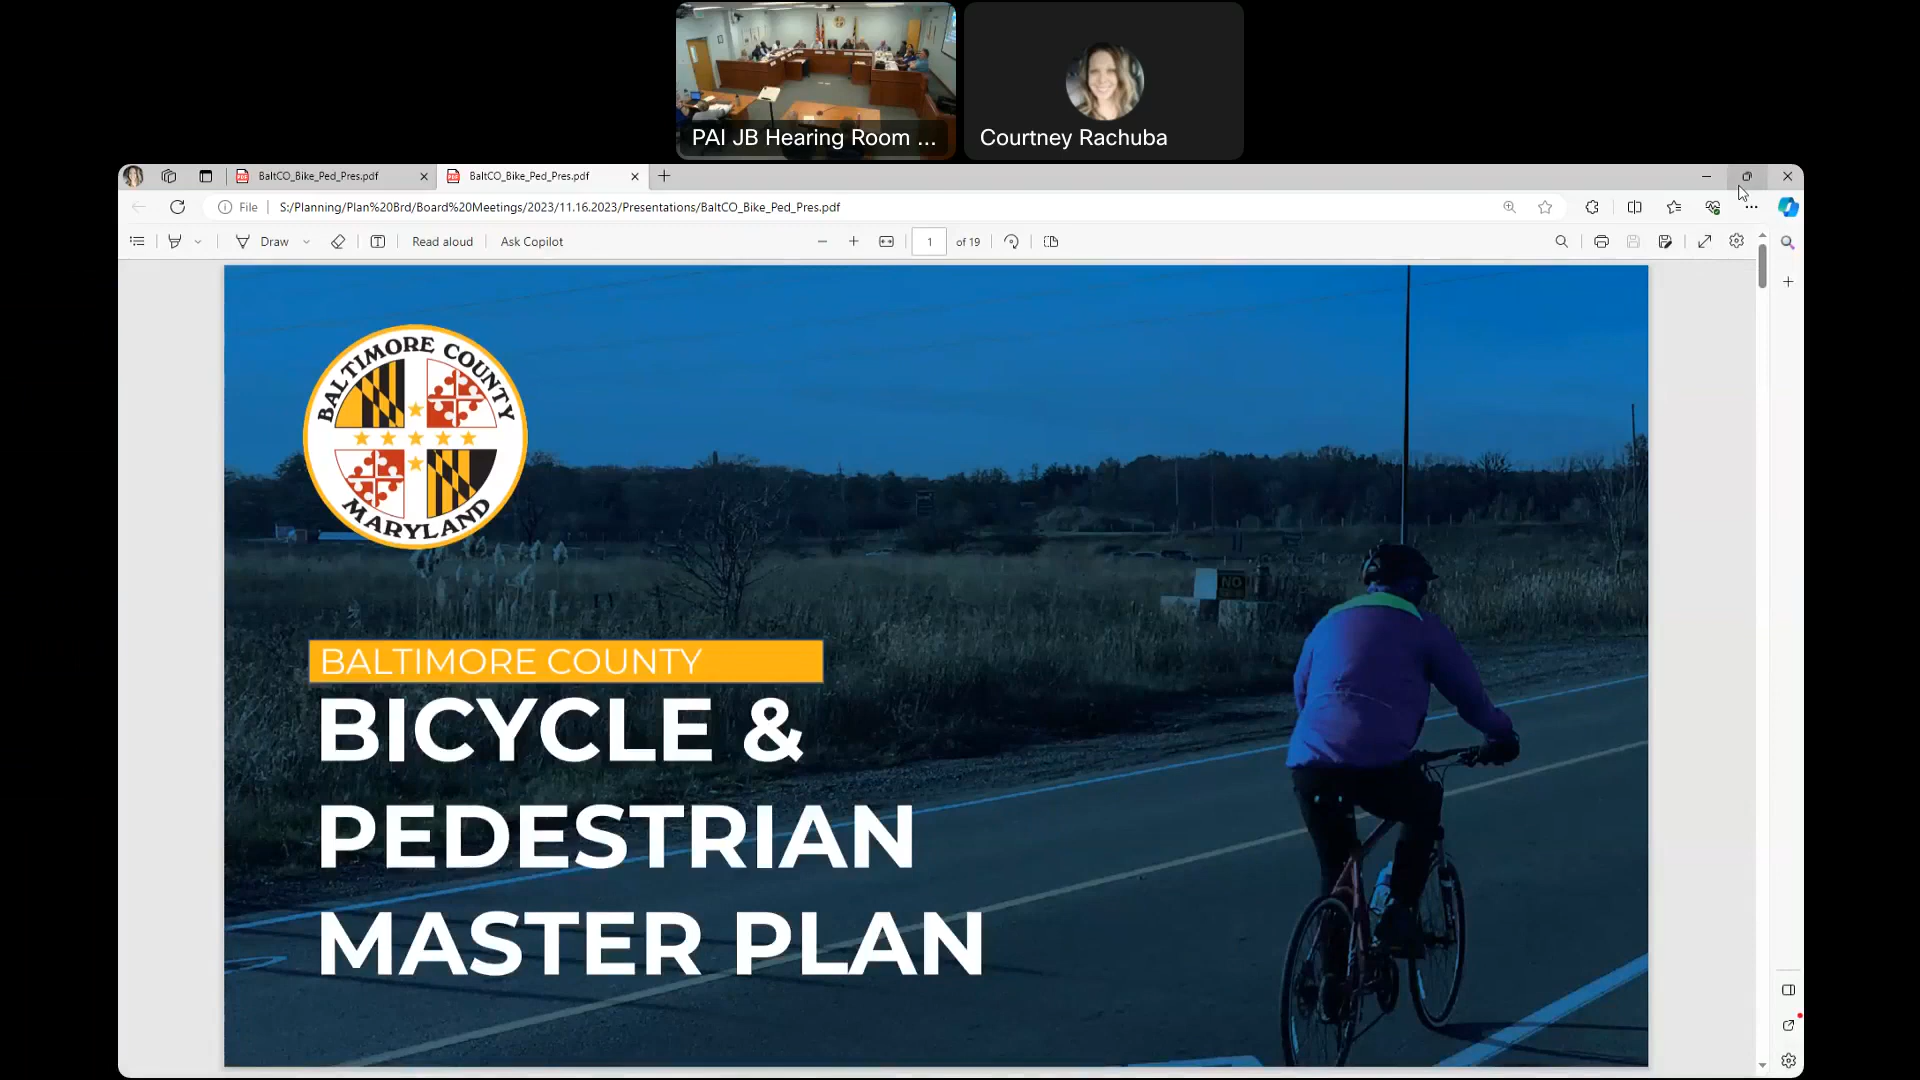 PAI JB Hearing Room ...
Courtney Rachuba
BaltCO_Bike_Ped_Pres.pdf
BaltCO_Bike_Ped_Pres.pdf
File
S:/Planning/Plan%20Brd/Board%20Meetings/2023/11.16.2023/Presentations/BaltCO_Bike_Ped_Pres.pdf
Draw
Read aloud
Ask Copilot
1 of 19
BALTIMORE COUNTY
MARYLAND
NO
BALTIMORE COUNTY
BICYCLE &
PEDESTRIAN
MASTER PLAN